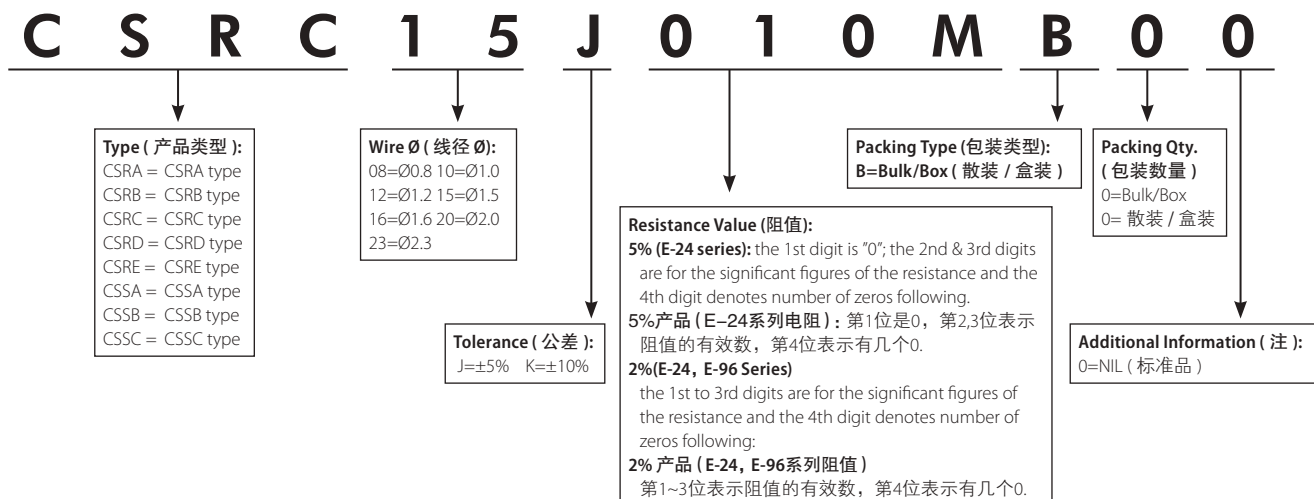 C S R C 1 5 J 0 1 0 M B 0 0
Type ( 产品类型 ):
CSRA = CSRA type
CSRB = CSRB type
CSRC = CSRC type
CSRD = CSRD type
CSRE = CSRE type
CSSA = CSSA type
CSSB = CSSB type
CSSC = CSSC type
Wire Ø ( 线径 Ø):
08=Ø0.8 10=Ø1.0
12=Ø1.2 15=Ø1.5
16=Ø1.6 20=Ø2.0
23=Ø2.3
Tolerance ( 公差 ):
J=±5% K=±10%
Resistance Value (阻值):
5% (E-24 series): the 1st digit is "0"; the 2nd & 3rd digits
are for the significant figures of the resistance and the
4th digit denotes number of zeros following.
5%产品 ( E–24系列电阻 ) : 第1位是0，第2,3位表示
阻值的有效数，第4位表示有几个0.
2%(E-24, E-96 Series)
the 1st to 3rd digits are for the significant figures of
the resistance and the 4th digit denotes number of
zeros following:
2% 产品 ( E-24, E-96系列阻值 )
第1~3位表示阻值的有效数，第4位表示有几个0.
Packing Type (包装类型):
B=Bulk/Box ( 散装 / 盒装 )
Packing Qty.
( 包装数量 )
0=Bulk/Box
0= 散装 / 盒装
Additional Information ( 注 ):
0=NIL ( 标准品 )